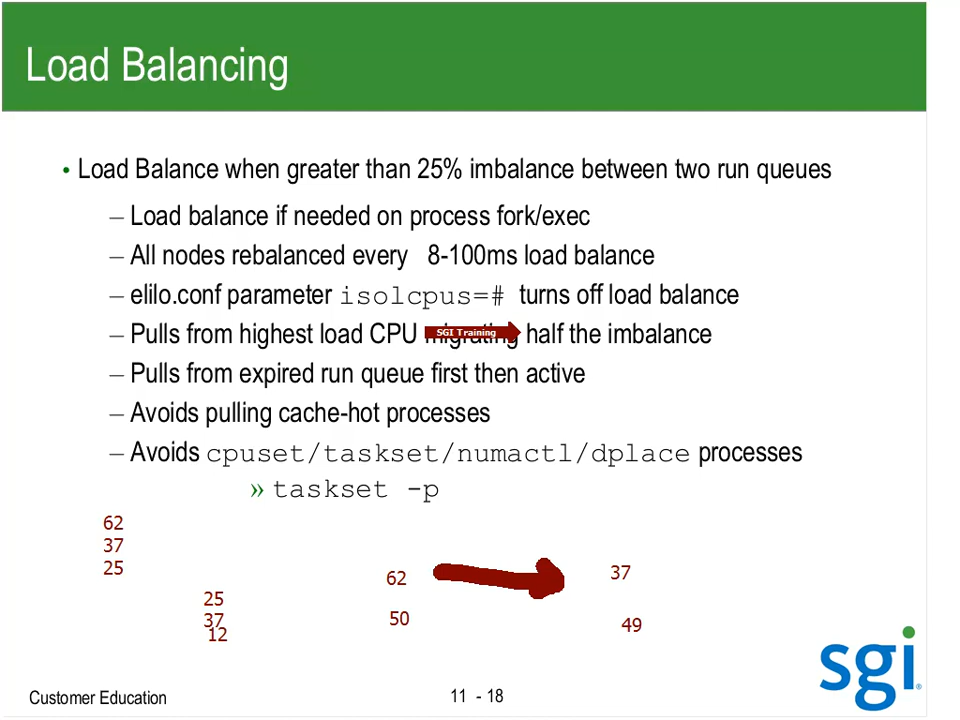 Load Balancing
• Load Balance when greater than 25% imbalance between two run queues
– Load balance if needed on process fork/exec
– All nodes rebalanced every 8-100ms load balance
– elilo.conf parameter isolcpus=# turns off load balance
– Pulls from highest load CPU migrating half the imbalance
SGI Training
– Pulls from expired run queue first then active
– Avoids pulling cache-hot processes
– Avoids cpuset/taskset/numactl/dplace processes
» taskset -p
62
37
25
25
37
12
62
37
50
49
sgi
Customer Education
11 - 18